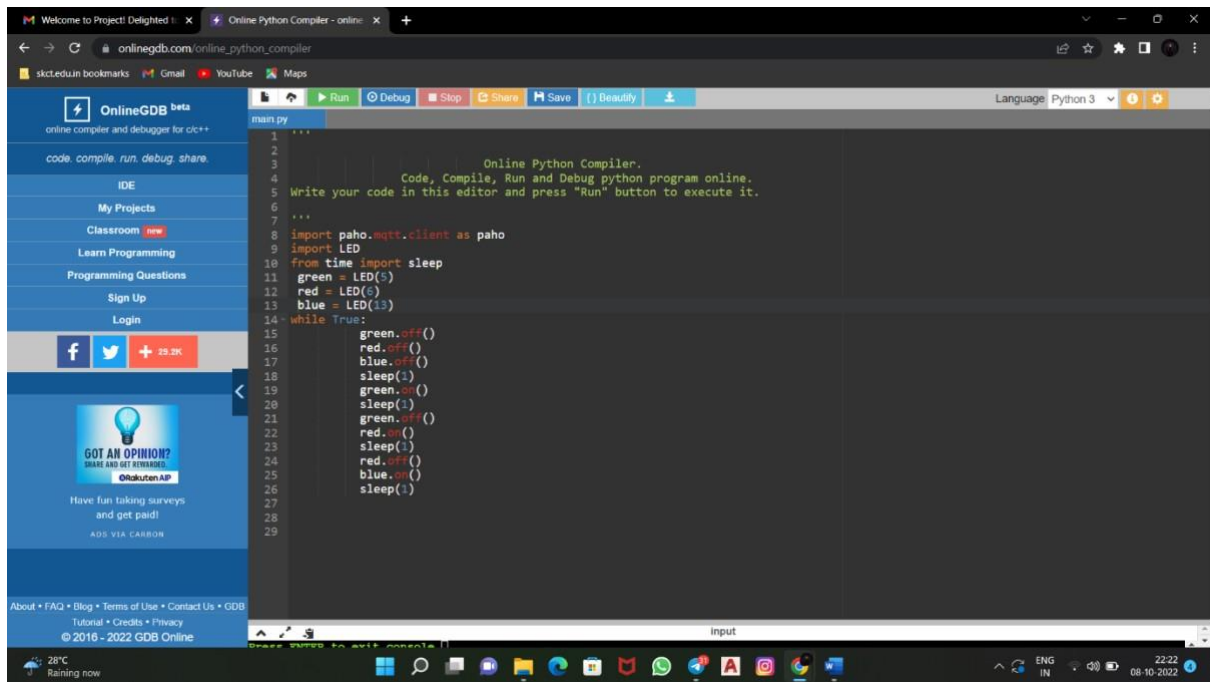 Welcome to Project! Delighted t
Online Python Compiler - online
onlinegdb.com/online_python_compiler
skct.edu.in bookmarks
Gmail
YouTube
Maps
OnlineGDB beta
online compiler and debugger for c/c++
code. compile. run. debug. share.
IDE
My Projects
Classroom new
Learn Programming
Programming Questions
Sign Up
Login
f
+ 29.2K
GOT AN OPINION?
SHARE AND GET REWARDED.
Rakuten AIP
Have fun taking surveys
and get paid!
ADS VIA CARBON
About • FAQ • Blog • Terms of Use • Contact Us • GDB
Tutorial • Credits • Privacy
© 2016 - 2022 GDB Online
Run Debug Stop Share Save {} Beautify
Language Python 3
main.py
1 '''
2
3 Online Python Compiler.
4 Code, Compile, Run and Debug python program online.
5 Write your code in this editor and press "Run" button to execute it.
6
7 '''
8 import paho.mqtt.client as paho
9 import LED
10 from time import sleep
11 green = LED(5)
12 red = LED(6)
13 blue = LED(13)
14 while True:
15 green.off()
16 red.off()
17 blue.off()
18 sleep(1)
19 green.on()
20 sleep(1)
21 green.off()
22 red.on()
23 sleep(1)
24 red.off()
25 blue.on()
26 sleep(1)
27
28
29
input
Press ENTER to exit console.
28°C
Raining now
ENG
IN
22:22
08-10-2022
4